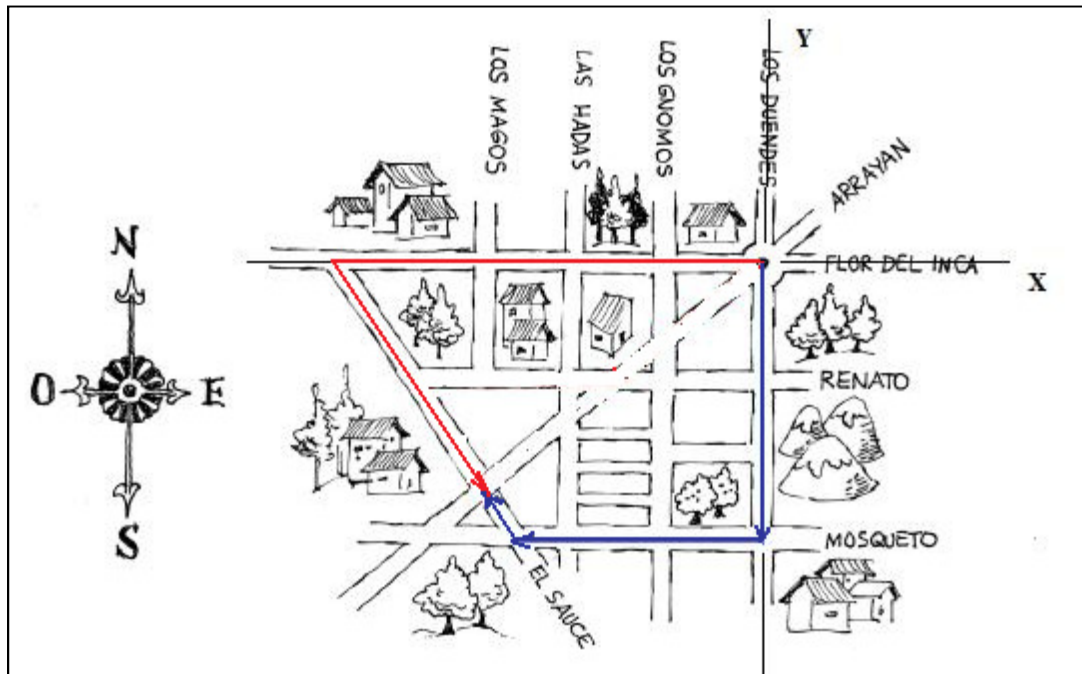 Y
LOS MAGOS
LAS HADAS
LOS GNOMOS
LOS DUENDES
ARRAYAN
N
FLOR DEL INCA
X
O
E
RENATO
S
MOSQUETO
EL SAUCE